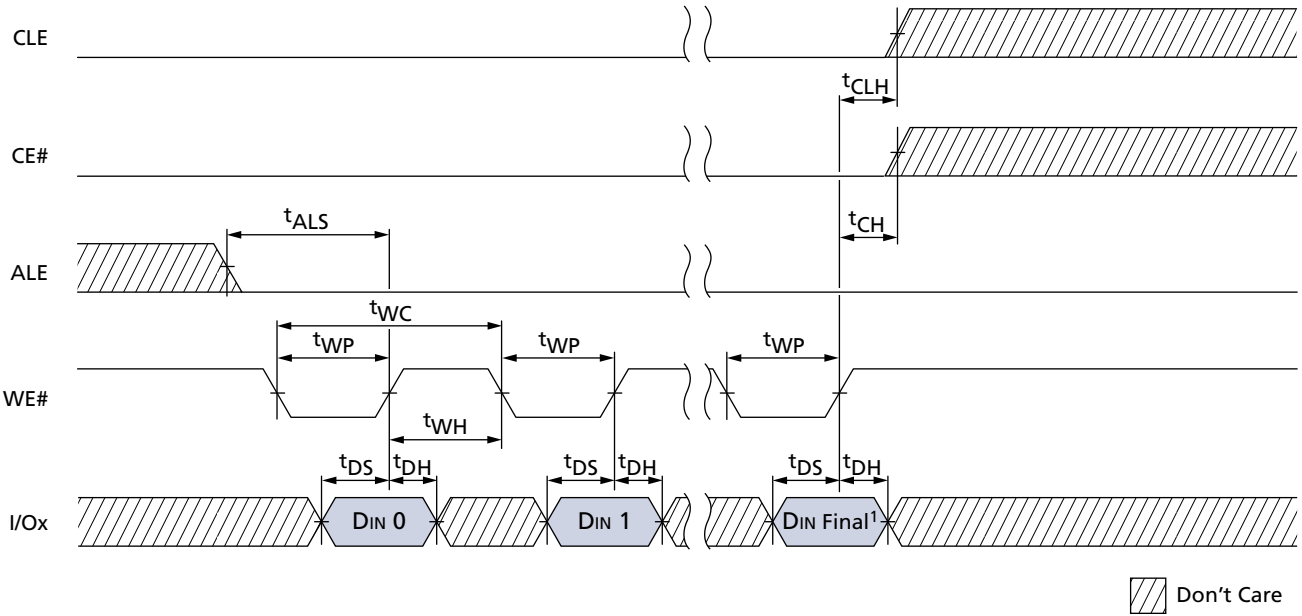 CLE
tCLH
CE#
tCH
tALS
ALE
tWC
tWP tWP tWP
WE#
tWH
tDS tDH tDS tDH tDS tDH
I/Ox DIN 0 DIN 1 DIN Final1
Don't Care